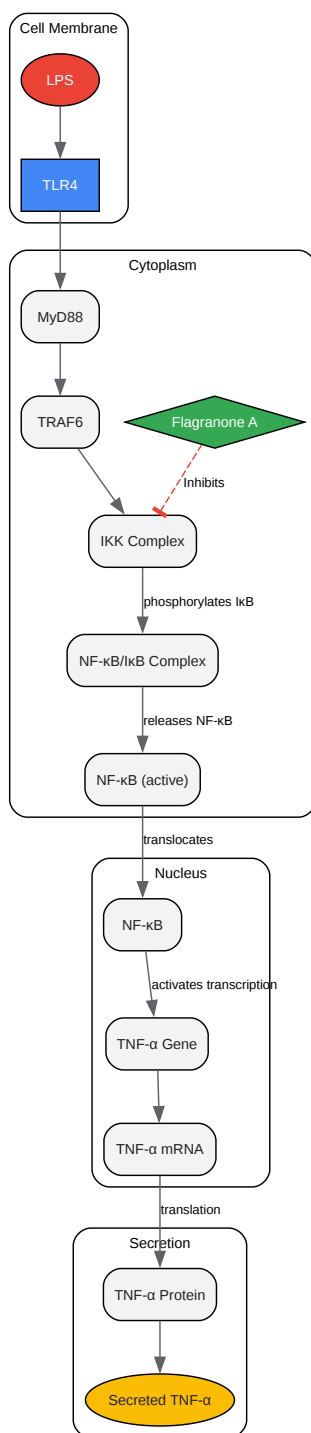 Cell Membrane
LPS
TLR4
Cytoplasm
MyD88
TRAF6
Flagranone A
Inhibits
IKK Complex
phosphorylates IκB
NF-κB/IκB Complex
releases NF-κB
NF-κB (active)
translocates
Nucleus
NF-κB
activates transcription
TNF-α Gene
TNF-α mRNA
translation
Secretion
TNF-α Protein
Secreted TNF-α